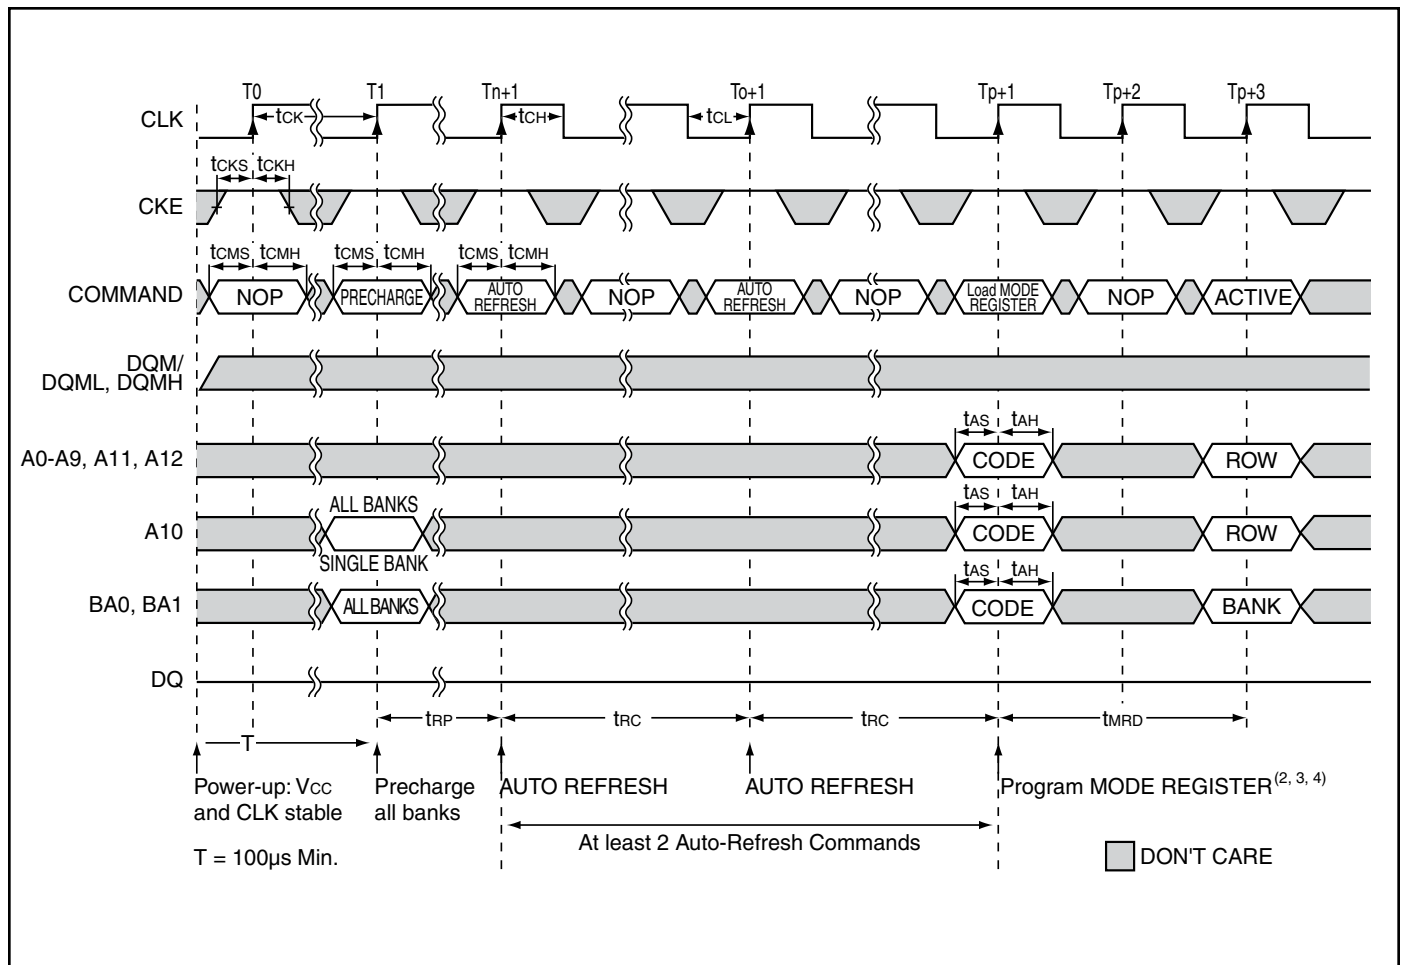 T0 T1 Tn+1 To+1 Tp+1 Tp+2 Tp+3
CLK tCK tCH tCL
tCKS tCKH
CKE
tCMS tCMH tCMS tCMH tCMS tCMH
COMMAND NOP PRECHARGE AUTO REFRESH NOP AUTO REFRESH NOP Load MODE REGISTER NOP ACTIVE
DQM/
DQML, DQMH
tAS tAH
A0-A9, A11, A12 CODE ROW
ALL BANKS tAS tAH
A10 CODE ROW
SINGLE BANK tAS tAH
BA0, BA1 ALL BANKS CODE BANK
DQ
tRP tRC tRC tMRD
T
Power-up: VCC
and CLK stable
Precharge
all banks
AUTO REFRESH
AUTO REFRESH
Program MODE REGISTER(2, 3, 4)
At least 2 Auto-Refresh Commands
T = 100µs Min.
DON'T CARE